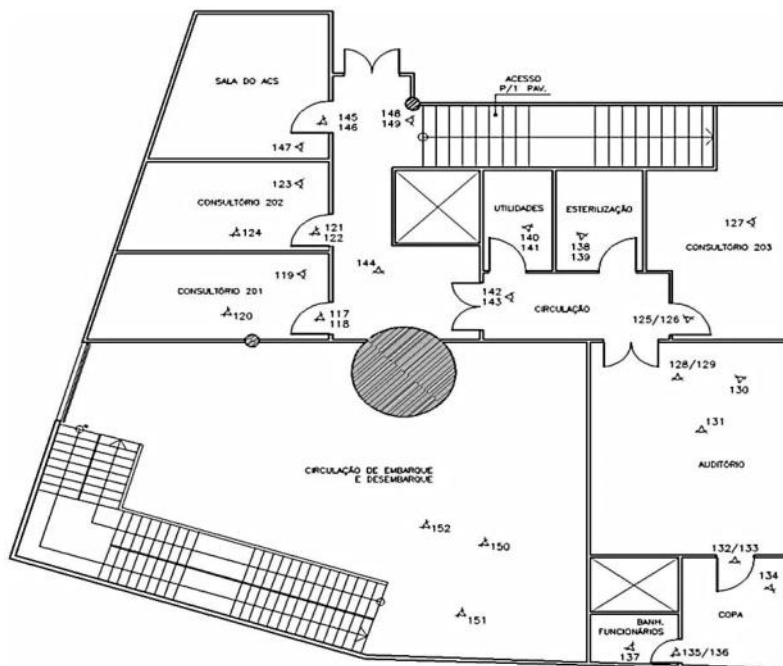 ACESSO
P/1 PAV.
SALA DO ACS
145
146
148
149
147
123
CONSULTÓRIO 202
124
121
122
UTILIDADES
ESTERILIZAÇÃO
140
141
138
139
127
CONSULTÓRIO 203
144
119
CONSULTÓRIO 201
120
117
118
142
143
CIRCULAÇÃO
125/126
128/129
130
131
AUDITÓRIO
CIRCULAÇÃO DE EMBARQUE
E DESEMBARQUE
152
150
132/133
134
151
BANH.
FUNCIONÁRIOS
COPA
137
135/136